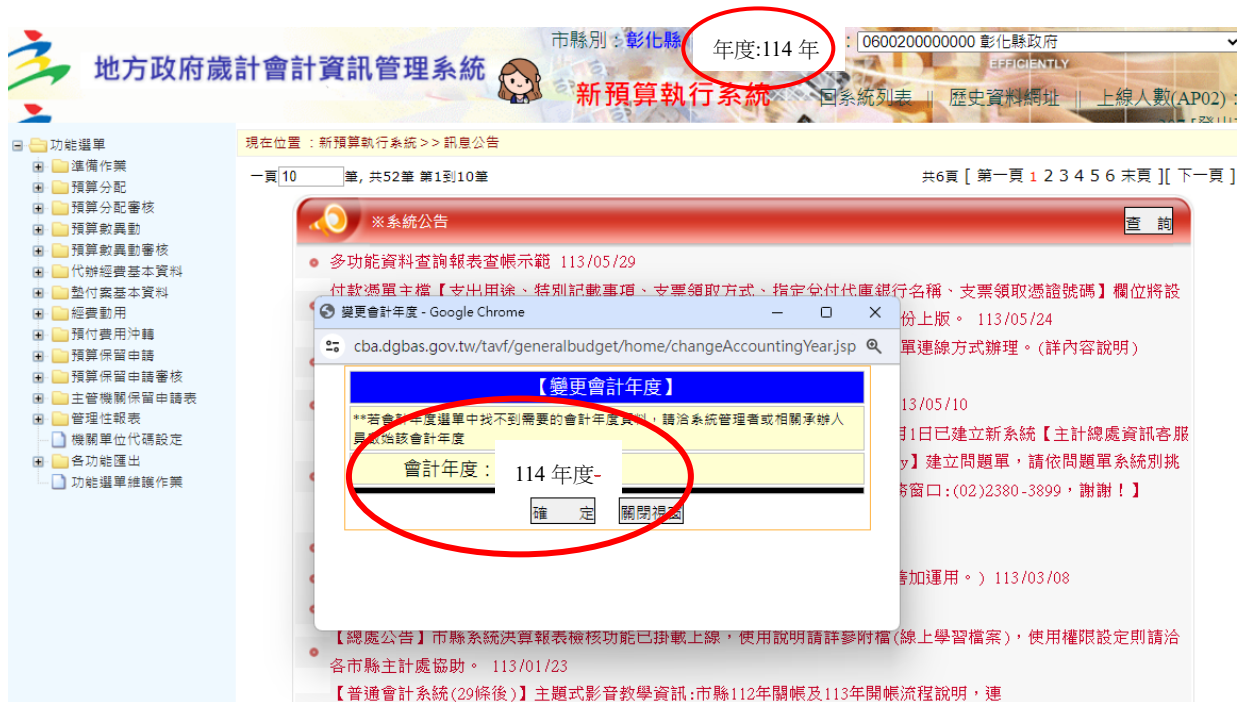 市縣別：彰化縣 年度:114 年 : 0600200000000 彰化縣政府
地方政府歲計會計資訊管理系統
EFFICIENTLY
新預算執行系統 回系統列表 || 歷史資料網址 || 上線人數(AP02)：
功能選單
準備作業
預算分配
預算分配審核
預算數異動
預算數異動審核
代辦經費基本資料
墊付案基本資料
經費動用
預付費用沖轉
預算保留申請
預算保留申請審核
主管機關保留申請表
管理性報表
機關單位代碼設定
各功能匯出
功能選單維護作業
現在位置 ：新預算執行系統>>訊息公告
一頁 10 筆, 共52筆 第1到10筆 共6頁 [ 第一頁 1 2 3 4 5 6 末頁 ][ 下一頁 ]
※系統公告 查 詢
多功能資料查詢報表查帳示範 113/05/29
付款憑單主檔【支出用途、特別記載事項、支票領取方式、指定兌付代庫銀行名稱、支票領取憑證號碼】欄位將設
份上版。 113/05/24
單連線方式辦理。(詳內容說明)
13/05/10
月1日已建立新系統【主計總處資訊客服
y】建立問題單，請依問題單系統別挑
務窗口:(02)2380-3899，謝謝！】
善加運用。) 113/03/08
變更會計年度 - Google Chrome
cba.dgbas.gov.tw/tavf/generalbudget/home/changeAccountingYear.jsp
【變更會計年度】
**若會計年度選單中找不到需要的會計年度資料，請洽系統管理者或相關承辦人
員啟始該會計年度
會計年度： 114 年度-
確 定 關閉視窗
【總處公告】市縣系統決算報表檢核功能已掛載上線，使用說明請詳參附檔(線上學習檔案)，使用權限設定則請洽
各市縣主計處協助。 113/01/23
【普通會計系統(29條後)】主題式影音教學資訊:市縣112年關帳及113年開帳流程說明，連